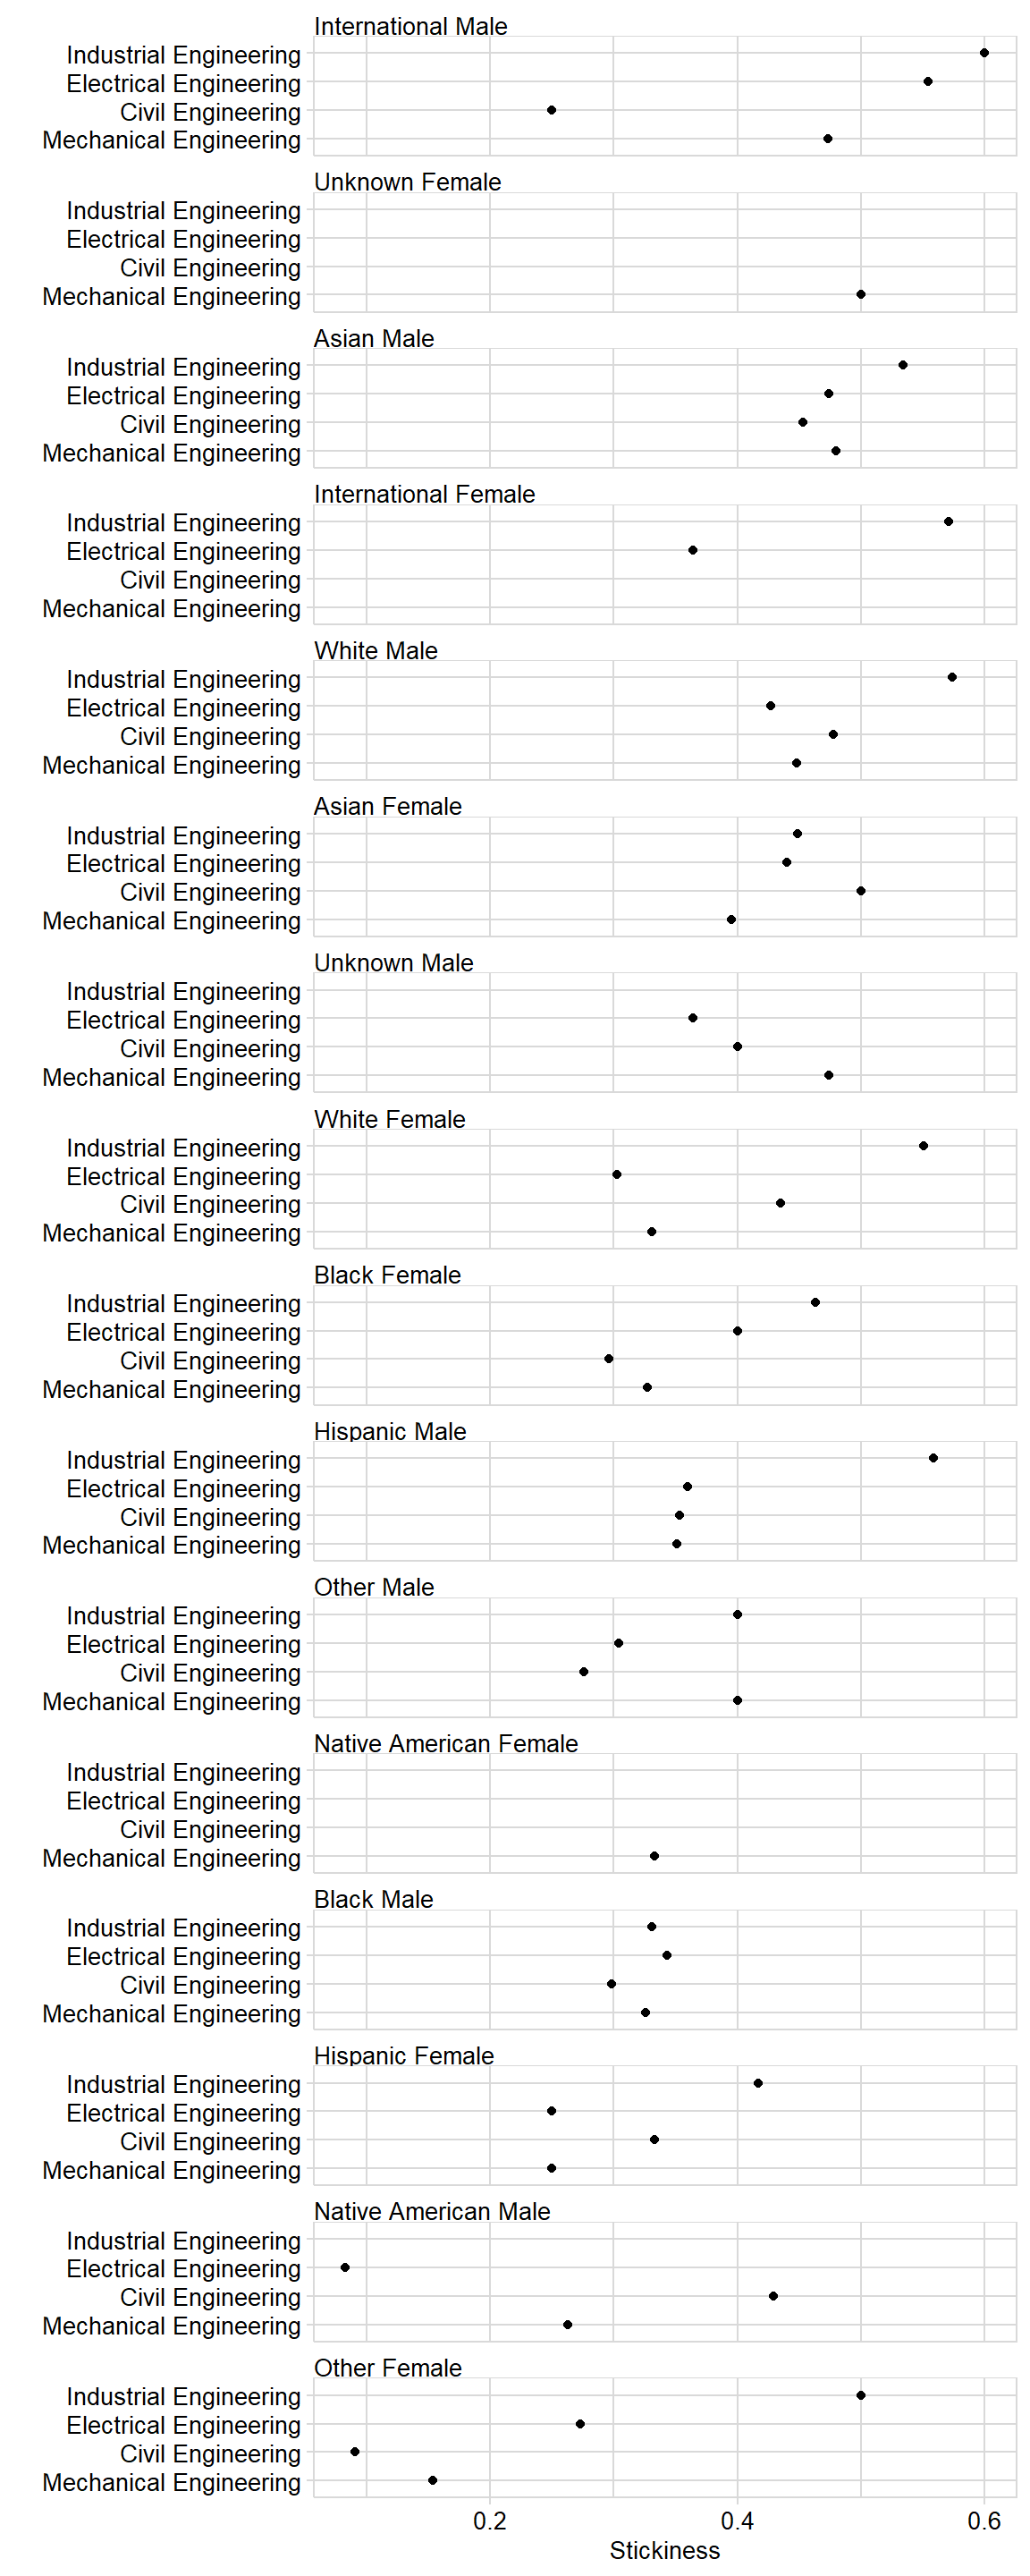 International Male
Industrial Engineering
Electrical Engineering
Civil Engineering
Mechanical Engineering
Unknown Female
Industrial Engineering
Electrical Engineering
Civil Engineering
Mechanical Engineering
Asian Male
Industrial Engineering
Electrical Engineering
Civil Engineering
Mechanical Engineering
International Female
Industrial Engineering
Electrical Engineering
Civil Engineering
Mechanical Engineering
White Male
Industrial Engineering
Electrical Engineering
Civil Engineering
Mechanical Engineering
Asian Female
Industrial Engineering
Electrical Engineering
Civil Engineering
Mechanical Engineering
Unknown Male
Industrial Engineering
Electrical Engineering
Civil Engineering
Mechanical Engineering
White Female
Industrial Engineering
Electrical Engineering
Civil Engineering
Mechanical Engineering
Black Female
Industrial Engineering
Electrical Engineering
Civil Engineering
Mechanical Engineering
Hispanic Male
Industrial Engineering
Electrical Engineering
Civil Engineering
Mechanical Engineering
Other Male
Industrial Engineering
Electrical Engineering
Civil Engineering
Mechanical Engineering
Native American Female
Industrial Engineering
Electrical Engineering
Civil Engineering
Mechanical Engineering
Black Male
Industrial Engineering
Electrical Engineering
Civil Engineering
Mechanical Engineering
Hispanic Female
Industrial Engineering
Electrical Engineering
Civil Engineering
Mechanical Engineering
Native American Male
Industrial Engineering
Electrical Engineering
Civil Engineering
Mechanical Engineering
Other Female
Industrial Engineering
Electrical Engineering
Civil Engineering
Mechanical Engineering
0.2 0.4 0.6
Stickiness